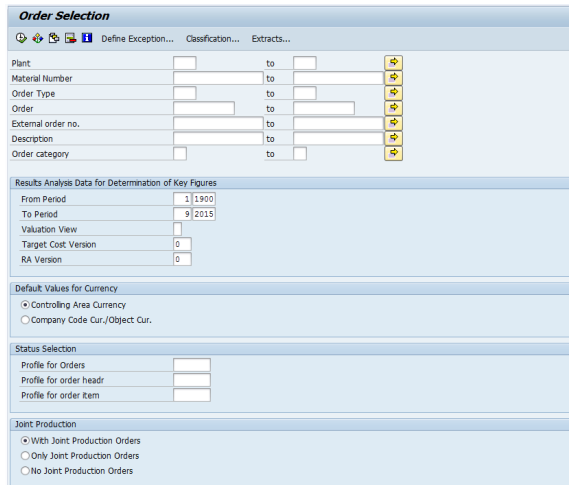 Order Selection
Define Exception... Classification... Extracts...
Plant to
Material Number to
Order Type to
Order to
External order no. to
Description to
Order category to
Results Analysis Data for Determination of Key Figures
From Period 1 1900
To Period 9 2015
Valuation View
Target Cost Version 0
RA Version 0
Default Values for Currency
Controlling Area Currency
Company Code Cur./Object Cur.
Status Selection
Profile for Orders
Profile for order headr
Profile for order item
Joint Production
With Joint Production Orders
Only Joint Production Orders
No Joint Production Orders